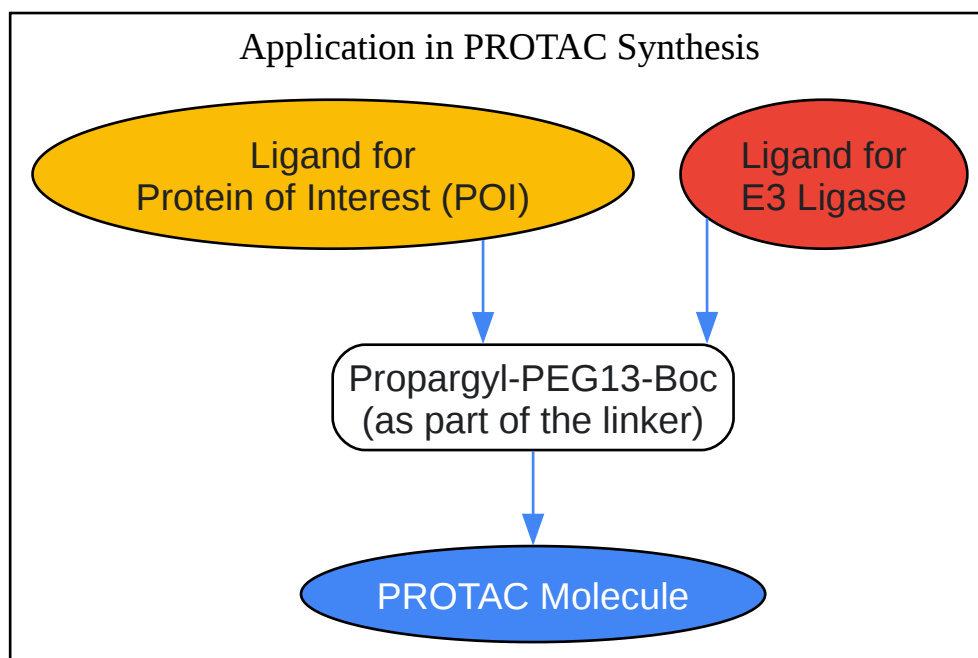 Application in PROTAC Synthesis
Ligand for
Protein of Interest (POI)
Ligand for
E3 Ligase
Propargyl-PEG13-Boc
(as part of the linker)
PROTAC Molecule